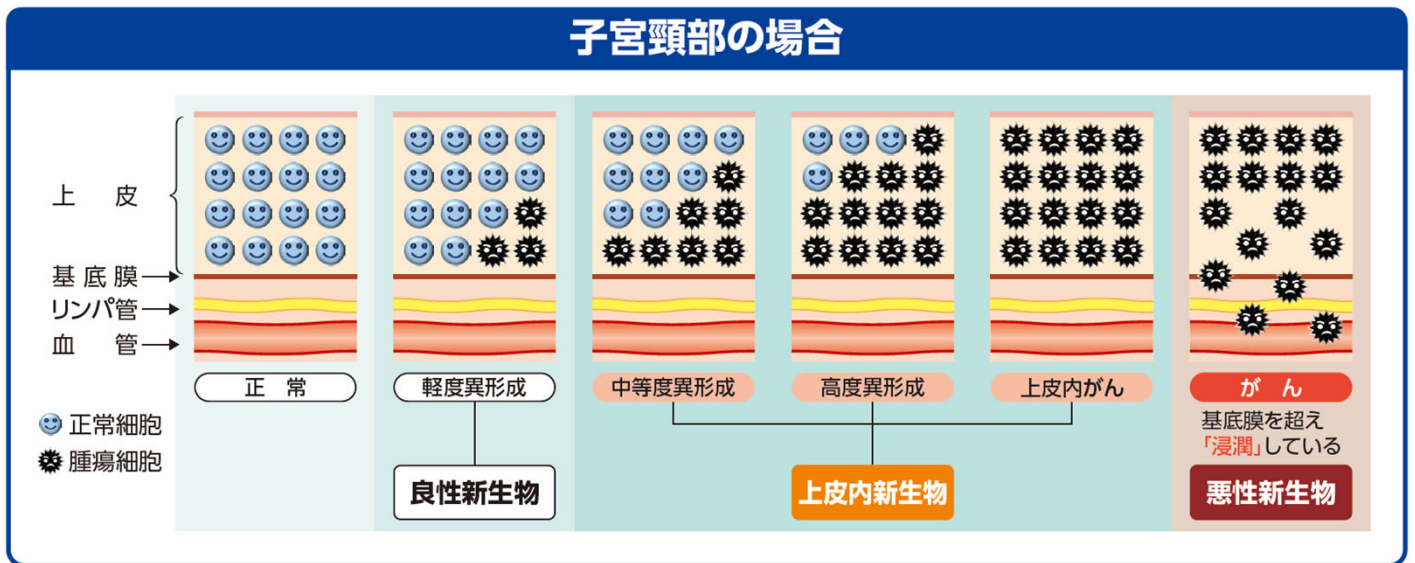 子宮頸部の場合
上 皮
基底膜
リンパ管
血 管
正 常
軽度異形成
中等度異形成
高度異形成
上皮内がん
が ん
基底膜を超え
「浸潤」している
正常細胞
腫瘍細胞
良性新生物
上皮内新生物
悪性新生物